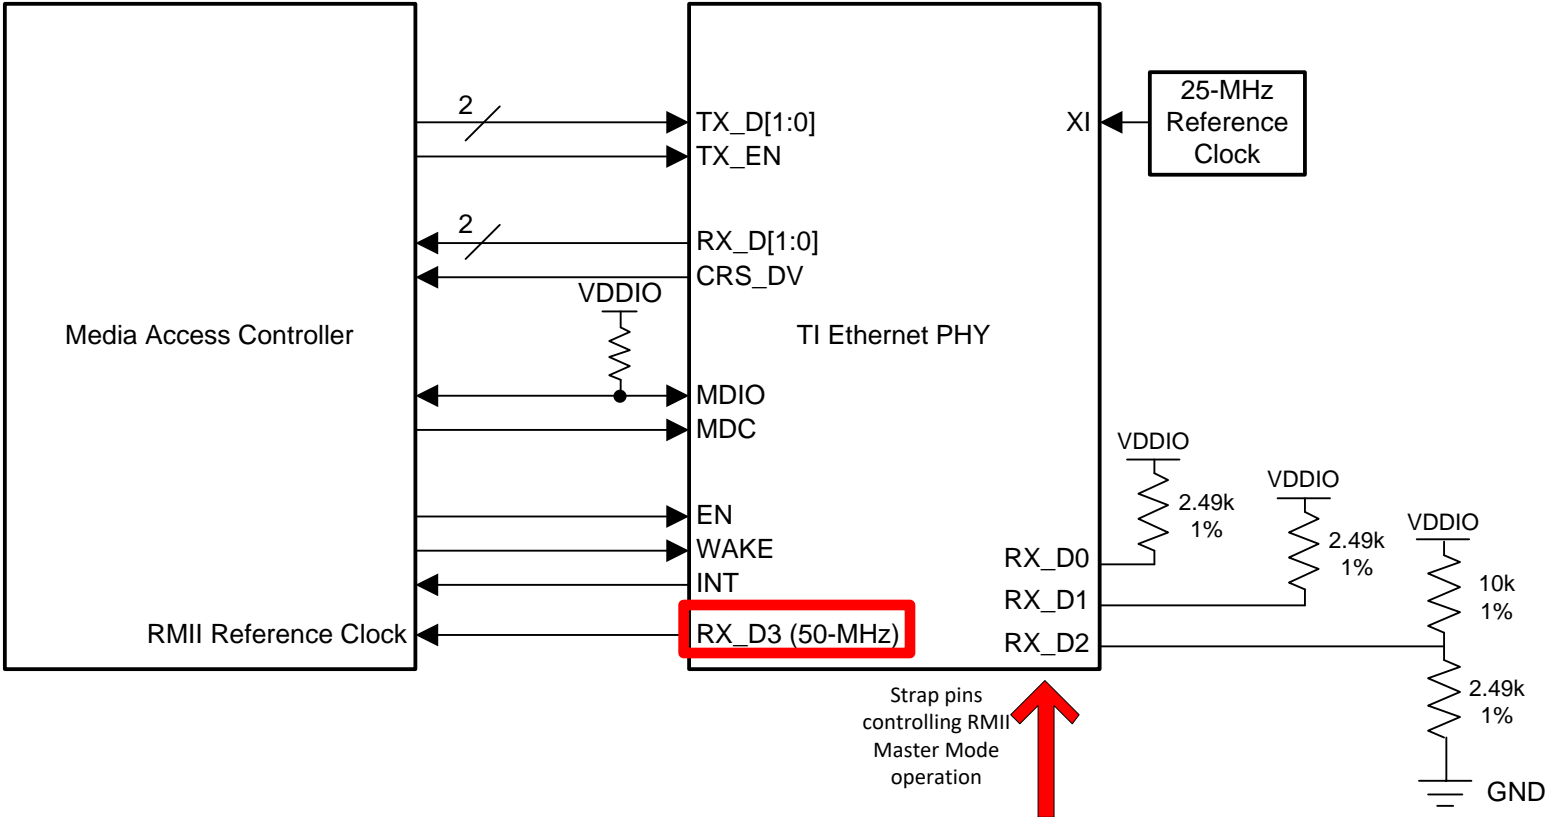 2
TX_D[1:0]
TX_EN
XI
25-MHz
Reference
Clock
2
RX_D[1:0]
CRS_DV
VDDIO
Media Access Controller
TI Ethernet PHY
MDIO
MDC
EN
WAKE
INT
RMII Reference Clock
RX_D3 (50-MHz)
RX_D0
RX_D1
RX_D2
VDDIO
2.49k
1%
VDDIO
2.49k
1%
VDDIO
10k
1%
2.49k
1%
GND
Strap pins
controlling RMII
Master Mode
operation